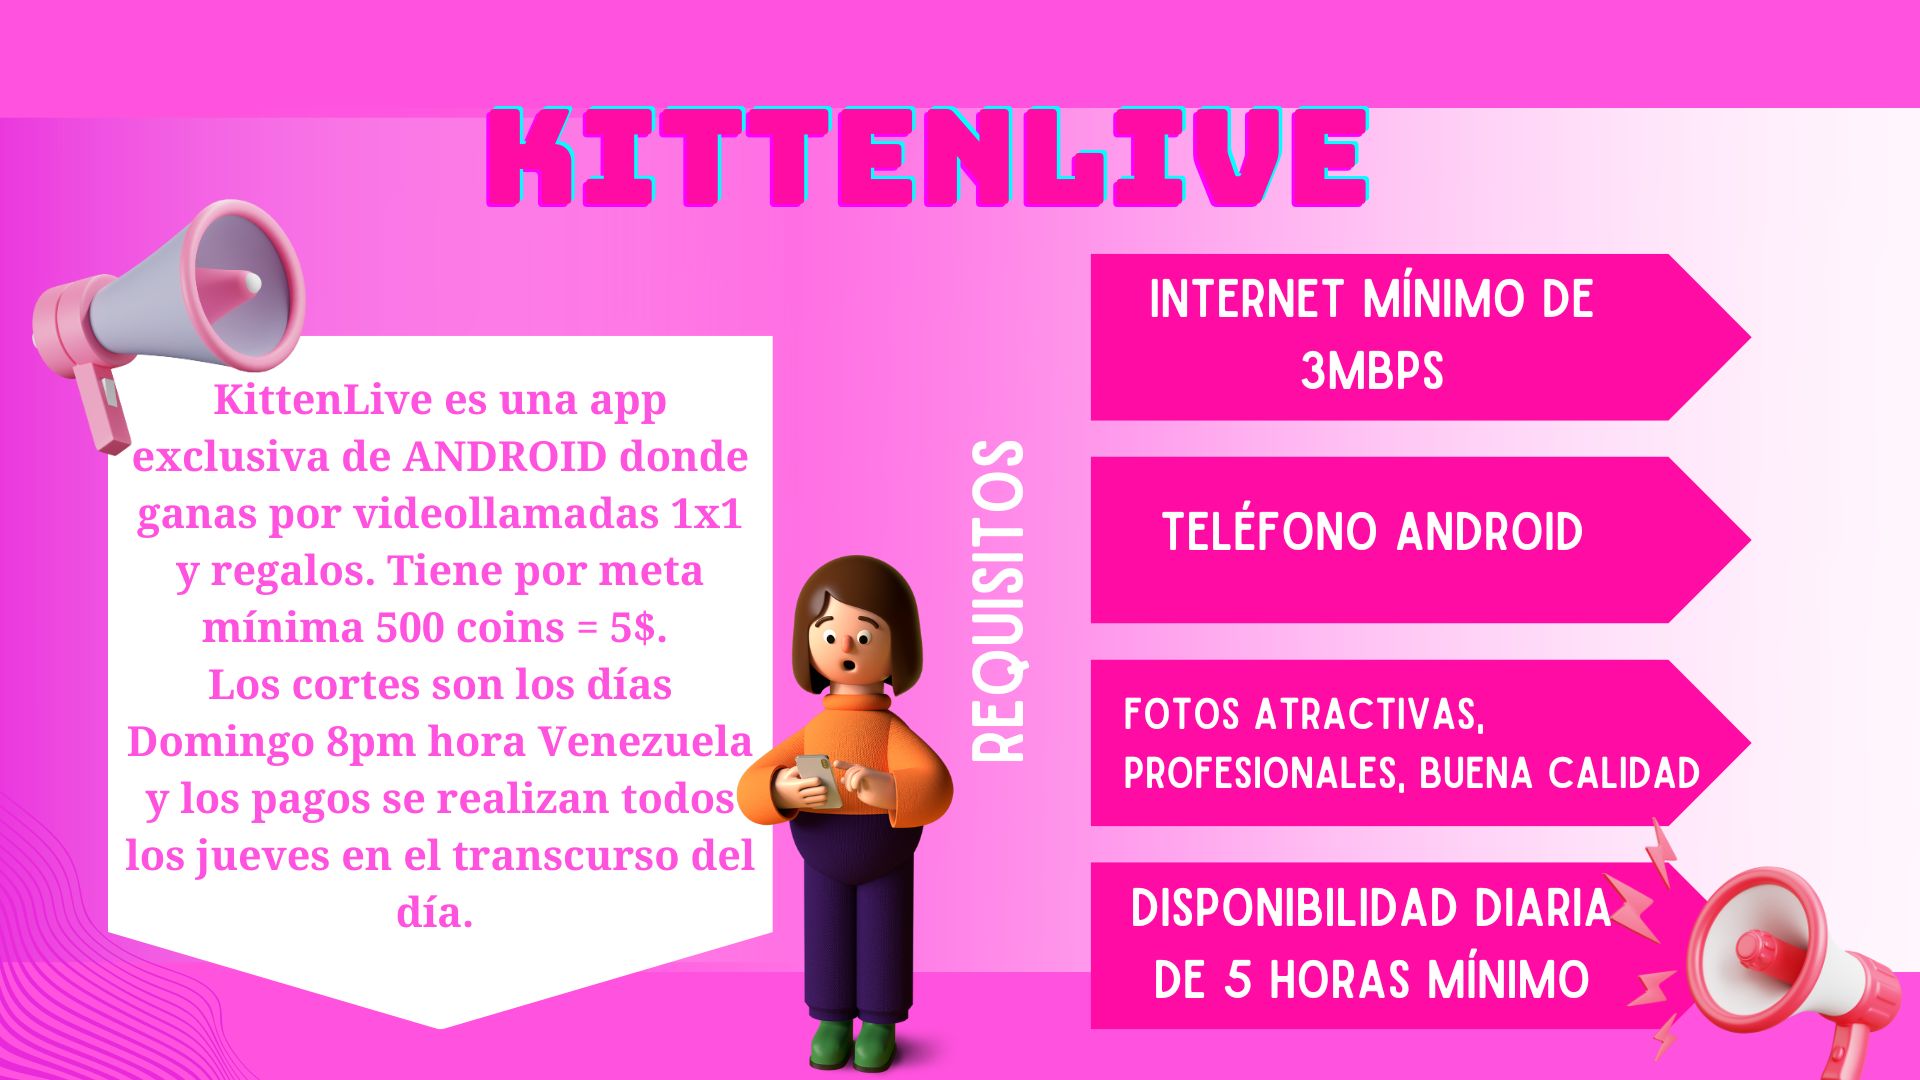 KITTENLIVE
KittenLive es una app
exclusiva de ANDROID donde
ganas por videollamadas 1x1
y regalos. Tiene por meta
mínima 500 coins = 5$.
Los cortes son los días
Domingo 8pm hora Venezuela
y los pagos se realizan todos
los jueves en el transcurso del
día.
REQUISITOS
INTERNET MÍNIMO DE
3MBPS
TELÉFONO ANDROID
FOTOS ATRACTIVAS,
PROFESIONALES, BUENA CALIDAD
DISPONIBILIDAD DIARIA
DE 5 HORAS MÍNIMO